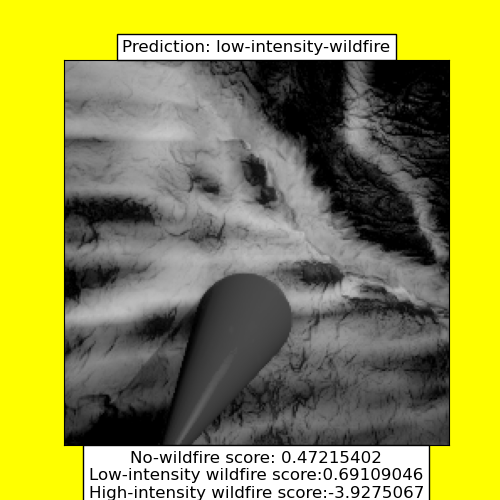 Prediction: low-intensity-wildfire
No-wildfire score: 0.47215402
Low-intensity wildfire score:0.69109046
High-intensity wildfire score:-3.9275067